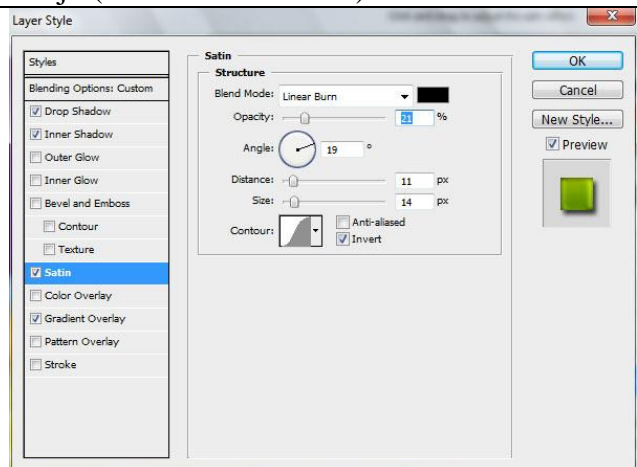 Layer Style
Styles
Blending Options: Custom
Drop Shadow
Inner Shadow
Outer Glow
Inner Glow
Bevel and Emboss
Contour
Texture
Satin
Color Overlay
Gradient Overlay
Pattern Overlay
Stroke
Satin
Structure
Blend Mode: Linear Burn
Opacity: 21 %
Angle: 19 °
Distance: 11 px
Size: 14 px
Contour: Anti-aliased
Invert
OK
Cancel
New Style...
Preview